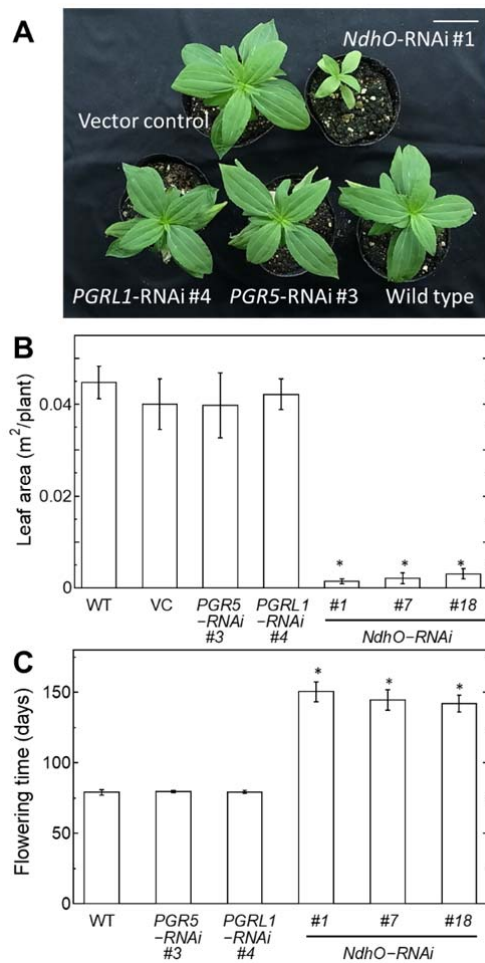 A
NdhO-RNAi #1
Vector control
PGRL1-RNAi #4 PGR5-RNAi #3 Wild type
B
Leaf area (m²/plant)
0.04
0.02
0
* * *
WT VC PGR5 −RNAi #3 PGRL1 −RNAi #4 #1 #7 #18
NdhO−RNAi
C
Flowering time (days)
150
100
50
0
* * *
WT PGR5 −RNAi #3 PGRL1 −RNAi #4 #1 #7 #18
NdhO−RNAi